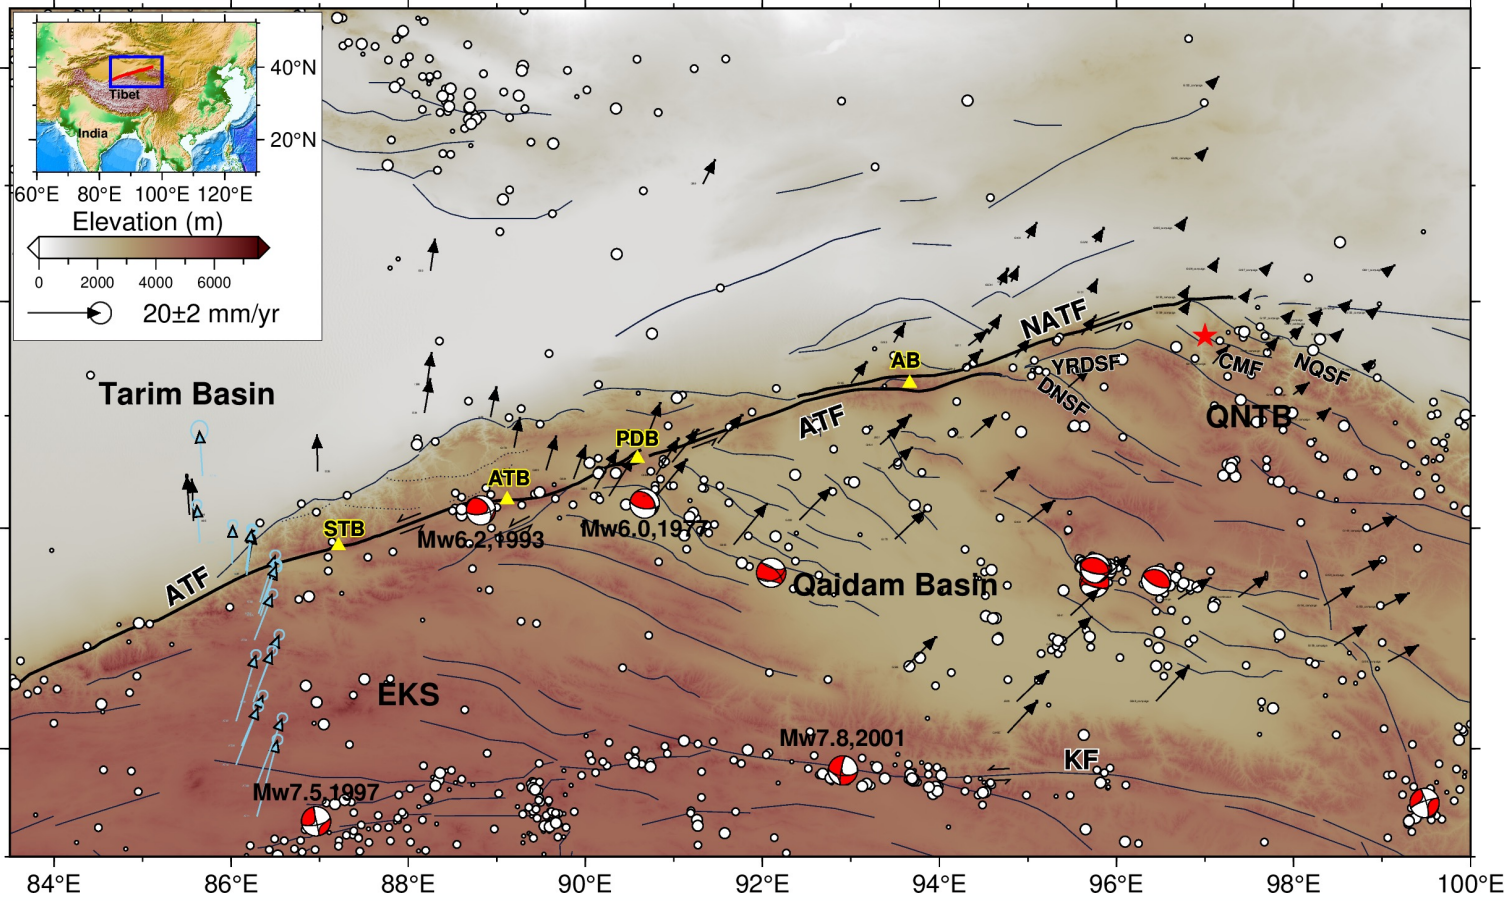 40°N
20°N
Tibet
India
60°E 80°E 100°E 120°E
Elevation (m)
0 2000 4000 6000
20±2 mm/yr
Tarim Basin
NATF
AB
YRDSF
CMF
NQSF
DNSF
QNTB
ATF
PDB
ATB
STB
Mw6.2,1993
Mw6.0,1977
ATF
Qaidam Basin
EKS
Mw7.8,2001
KF
Mw7.5,1997
84°E 86°E 88°E 90°E 92°E 94°E 96°E 98°E 100°E